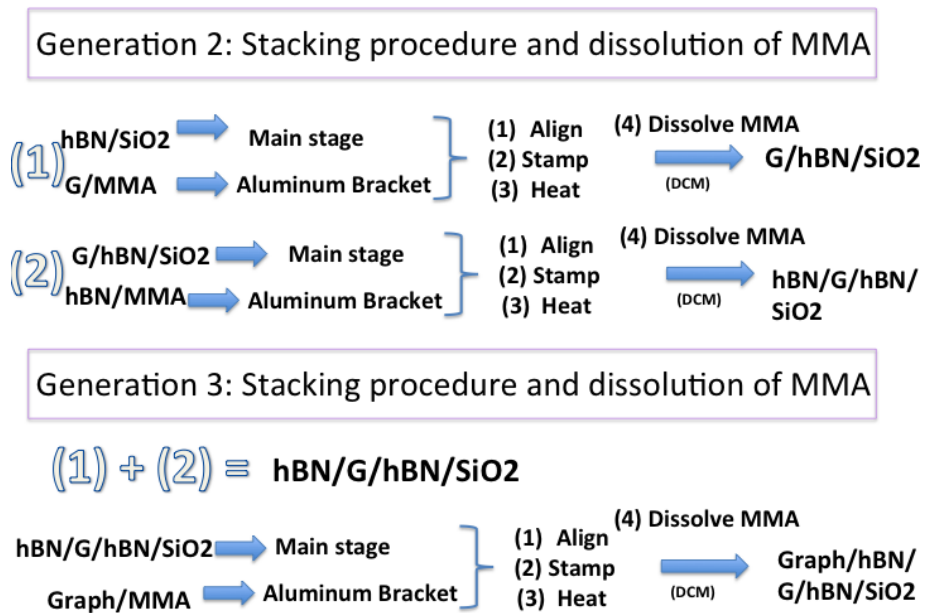 Generation 2: Stacking procedure and dissolution of MMA
(1)
hBN/SiO2
Main stage
G/MMA
Aluminum Bracket
(1) Align
(2) Stamp
(3) Heat
(4) Dissolve MMA
(DCM)
G/hBN/SiO2
(2)
G/hBN/SiO2
Main stage
hBN/MMA
Aluminum Bracket
(1) Align
(2) Stamp
(3) Heat
(4) Dissolve MMA
(DCM)
hBN/G/hBN/
SiO2
Generation 3: Stacking procedure and dissolution of MMA
(1) + (2) = hBN/G/hBN/SiO2
hBN/G/hBN/SiO2
Main stage
Graph/MMA
Aluminum Bracket
(1) Align
(2) Stamp
(3) Heat
(4) Dissolve MMA
(DCM)
Graph/hBN/
G/hBN/SiO2